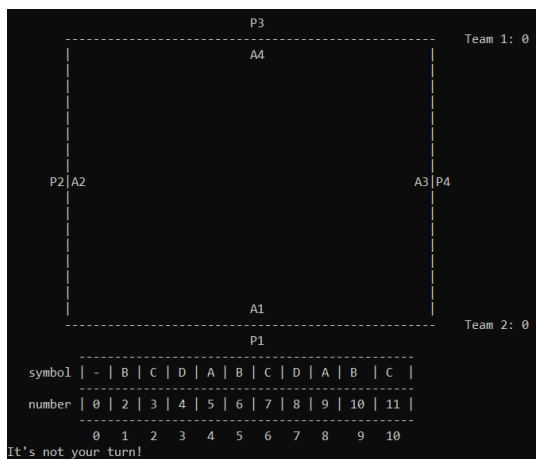 P3
Team 1: 0
A4
P2|A2 A3|P4
A1
Team 2: 0
P1
symbol | - | B | C | D | A | B | C | D | A | B | C |
number | 0 | 2 | 3 | 4 | 5 | 6 | 7 | 8 | 9 | 10 | 11 |
0 1 2 3 4 5 6 7 8 9 10
It's not your turn!